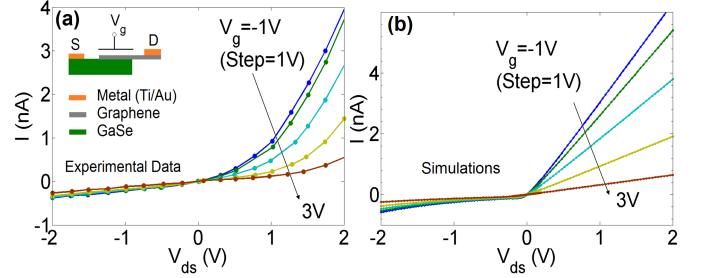 (a)
4
3
2
1
0
-1
I (nA)
V_g
S
D
Metal (Ti/Au)
Graphene
GaSe
V_g=-1V
(Step=1V)
3V
Experimental Data
-2
-1
0
1
2
V_ds (V)
(b)
4
2
0
I (nA)
V_g=-1V
(Step=1V)
3V
Simulations
-2
-1
0
1
2
V_ds (V)